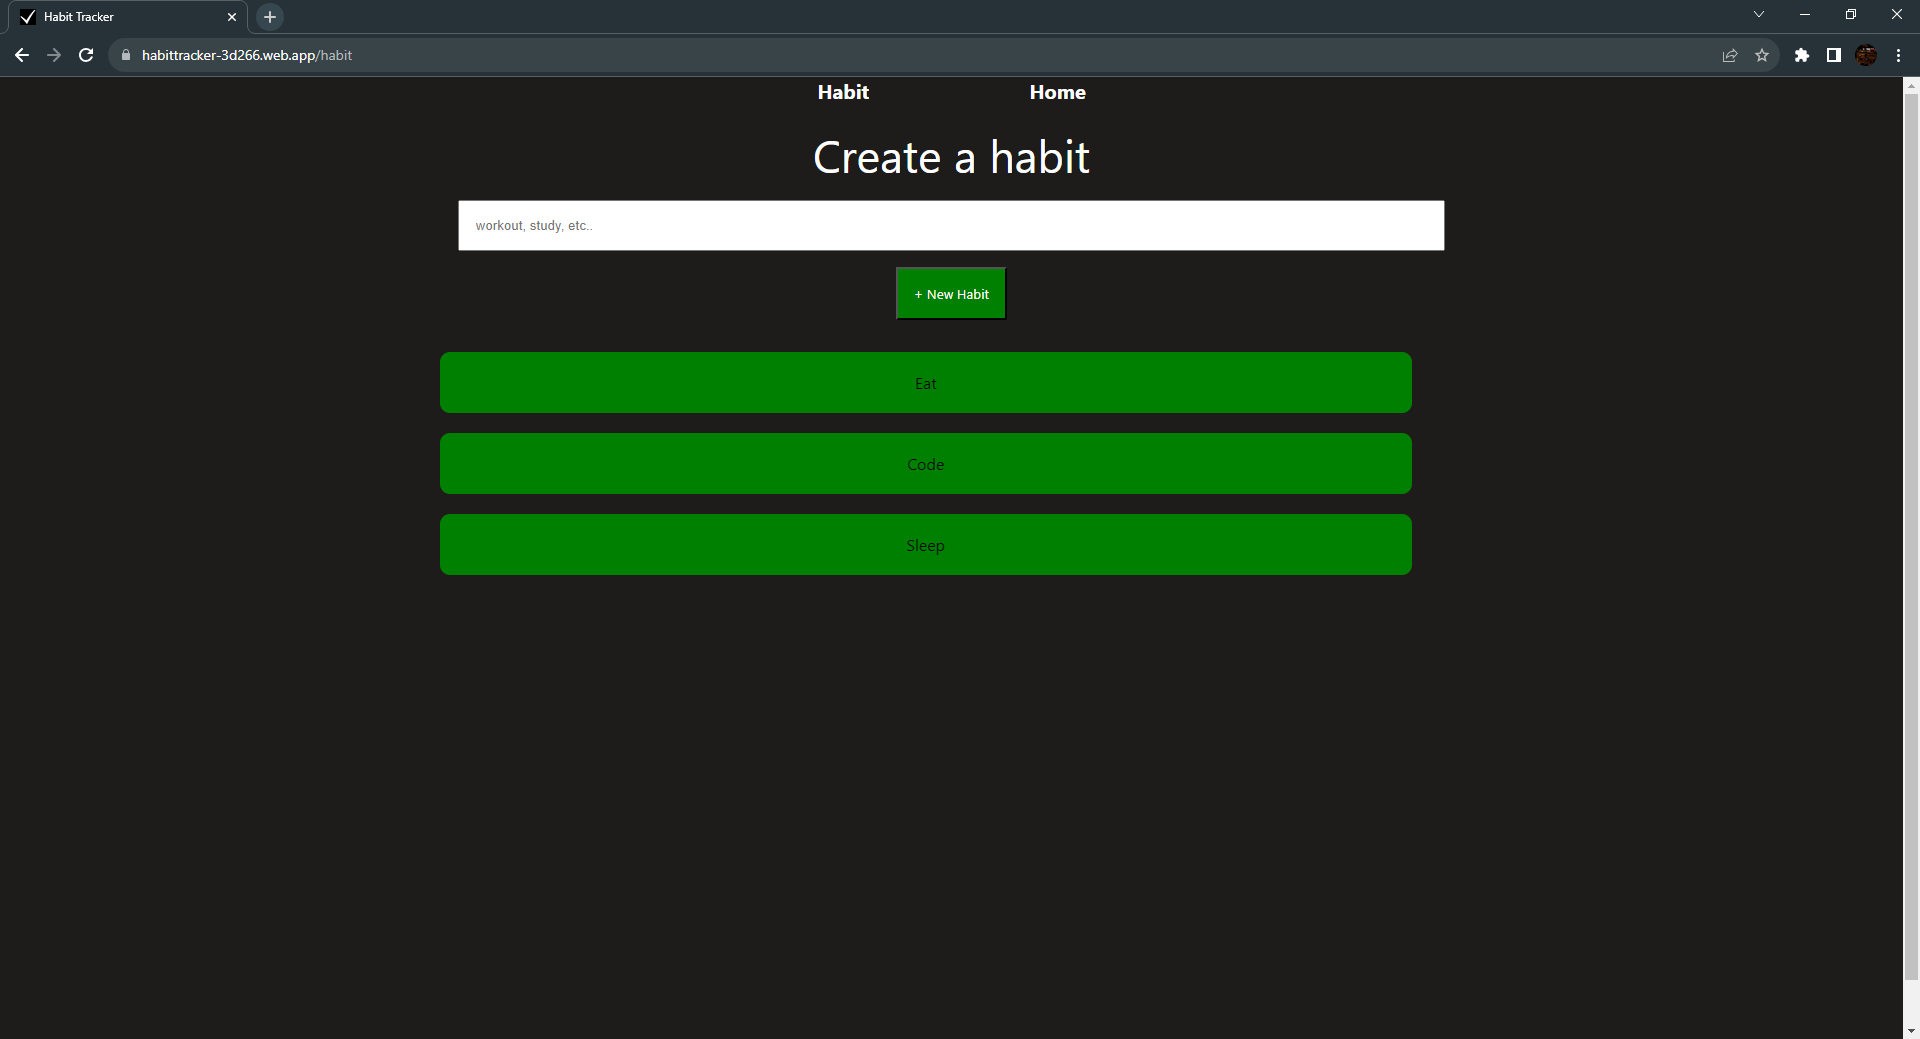 Habit Tracker
habittracker-3d266.web.app/habit
Habit Home
Create a habit
workout, study, etc..
+ New Habit
Eat
Code
Sleep